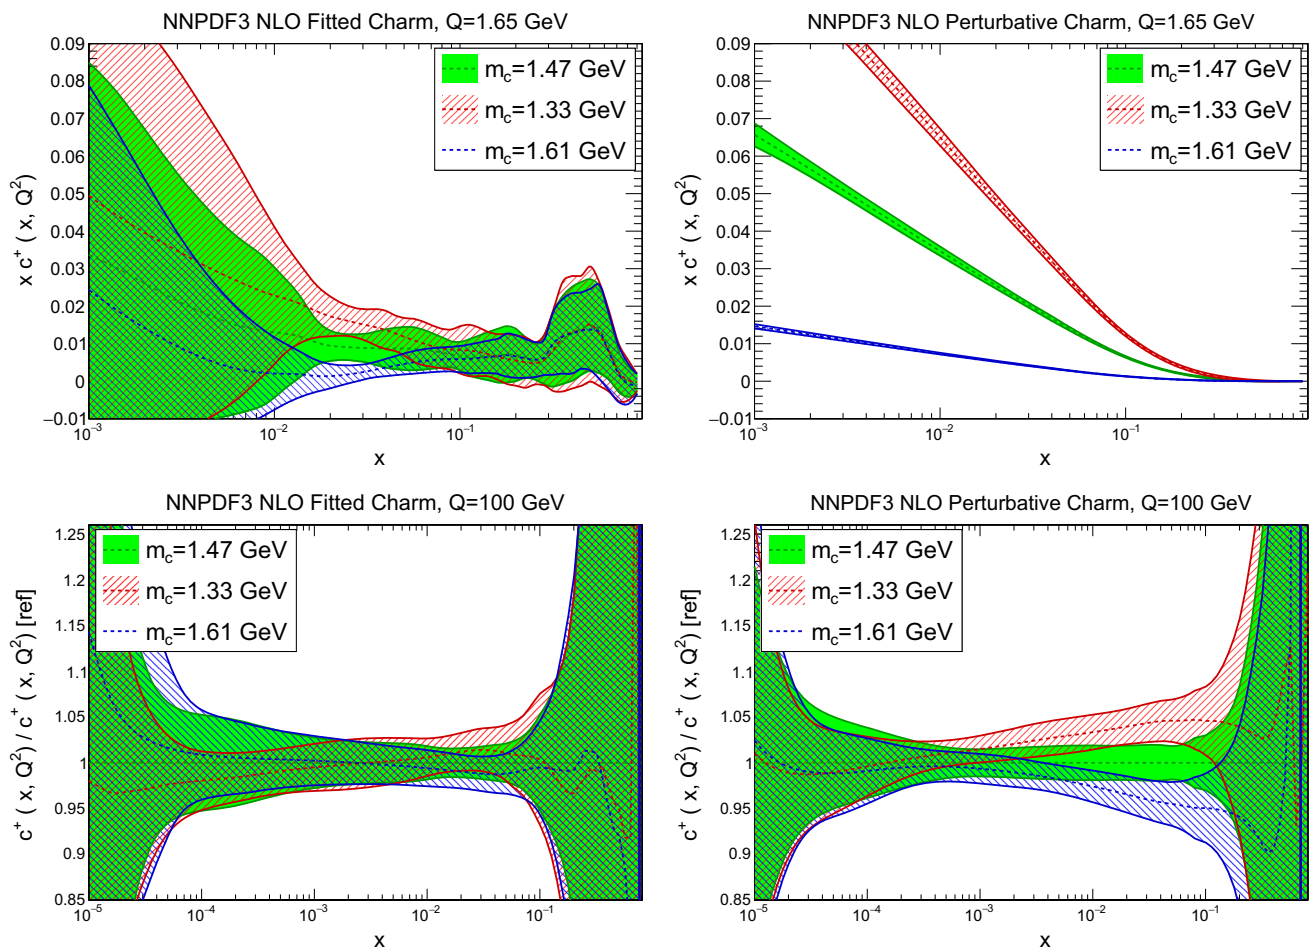 NNPDF3 NLO Fitted Charm, Q=1.65 GeV
x c⁺ ( x, Q²)
0.09
0.08
0.07
0.06
0.05
0.04
0.03
0.02
0.01
0
−0.01
m_c=1.47 GeV
m_c=1.33 GeV
m_c=1.61 GeV
10⁻³
10⁻²
10⁻¹
x
NNPDF3 NLO Perturbative Charm, Q=1.65 GeV
x c⁺ ( x, Q²)
0.09
0.08
0.07
0.06
0.05
0.04
0.03
0.02
0.01
0
−0.01
m_c=1.47 GeV
m_c=1.33 GeV
m_c=1.61 GeV
10⁻³
10⁻²
10⁻¹
x
NNPDF3 NLO Fitted Charm, Q=100 GeV
c⁺ ( x, Q²) / c⁺ ( x, Q²) [ref]
1.25
1.2
1.15
1.1
1.05
1
0.95
0.9
0.85
m_c=1.47 GeV
m_c=1.33 GeV
m_c=1.61 GeV
10⁻⁵
10⁻⁴
10⁻³
10⁻²
10⁻¹
x
NNPDF3 NLO Perturbative Charm, Q=100 GeV
c⁺ ( x, Q²) / c⁺ ( x, Q²) [ref]
1.25
1.2
1.15
1.1
1.05
1
0.95
0.9
0.85
m_c=1.47 GeV
m_c=1.33 GeV
m_c=1.61 GeV
10⁻⁵
10⁻⁴
10⁻³
10⁻²
10⁻¹
x